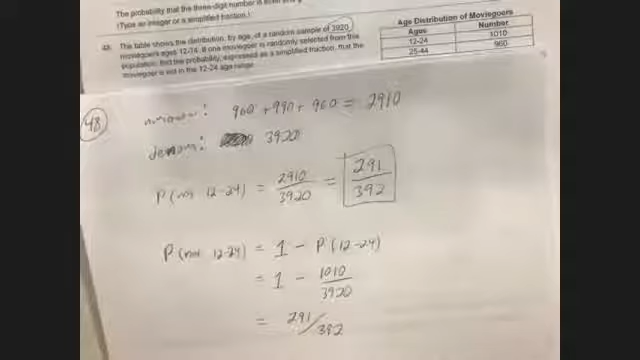 The probability that the three-digit number is
(Type an integer or a simplified fraction.)
48. The table shows the distribution, by age, of a random sample of 3920
moviegoers ages 12-74. If one moviegoer is randomly selected from this
population, find the probability, expressed as a simplified fraction, that the
moviegoer is not in the 12-24 age range.
Age Distribution of Moviegoers
Ages Number
12-24 1010
25-44 960
48
960 + 990 + 960 = 2910
denom: 3920
P(not 12-24) = 2910/3920 = 291/392
P(not 12-24) = 1 - P(12-24)
= 1 - 1010/3920
= 291/392